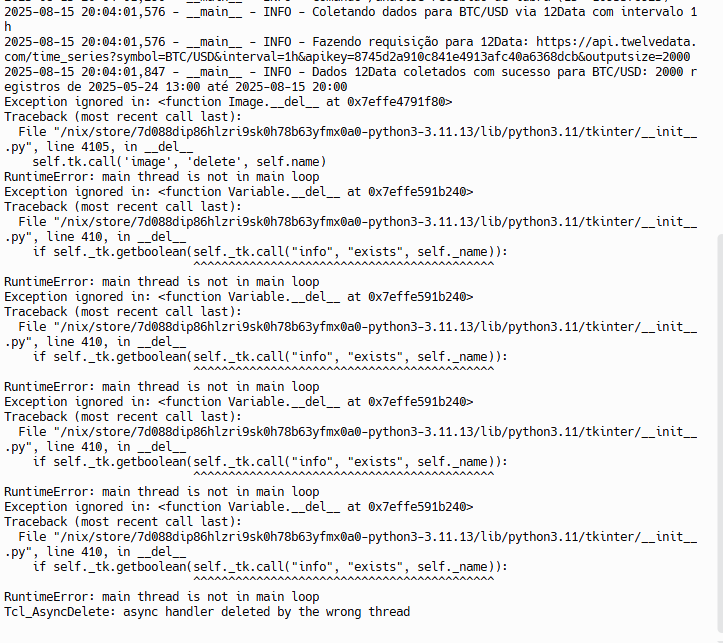 2025-08-15 20:04:01,576 - __main__ - INFO - Coletando dados para BTC/USD via 12Data com intervalo 1
h
2025-08-15 20:04:01,576 - __main__ - INFO - Fazendo requisição para 12Data: https://api.twelvedata.
com/time_series?symbol=BTC/USD&interval=1h&apikey=8745d2a910c841e4913afc40a6368dcb&outputsize=2000
2025-08-15 20:04:01,847 - __main__ - INFO - Dados 12Data coletados com sucesso para BTC/USD: 2000 r
egistros de 2025-05-24 13:00 até 2025-08-15 20:00
Exception ignored in: <function Image.__del__ at 0x7effe4791f80>
Traceback (most recent call last):
  File "/nix/store/7d088dip86hlzri9sk0h78b63yfmx0a0-python3-3.11.13/lib/python3.11/tkinter/__init__
.py", line 4105, in __del__
    self.tk.call('image', 'delete', self.name)
RuntimeError: main thread is not in main loop
Exception ignored in: <function Variable.__del__ at 0x7effe591b240>
Traceback (most recent call last):
  File "/nix/store/7d088dip86hlzri9sk0h78b63yfmx0a0-python3-3.11.13/lib/python3.11/tkinter/__init__
.py", line 410, in __del__
    if self._tk.getboolean(self._tk.call("info", "exists", self._name)):
                           ^^^^^^^^^^^^^^^^^^^^^^^^^^^^^^^^^^^^^^^^^^^
RuntimeError: main thread is not in main loop
Exception ignored in: <function Variable.__del__ at 0x7effe591b240>
Traceback (most recent call last):
  File "/nix/store/7d088dip86hlzri9sk0h78b63yfmx0a0-python3-3.11.13/lib/python3.11/tkinter/__init__
.py", line 410, in __del__
    if self._tk.getboolean(self._tk.call("info", "exists", self._name)):
                           ^^^^^^^^^^^^^^^^^^^^^^^^^^^^^^^^^^^^^^^^^^^
RuntimeError: main thread is not in main loop
Exception ignored in: <function Variable.__del__ at 0x7effe591b240>
Traceback (most recent call last):
  File "/nix/store/7d088dip86hlzri9sk0h78b63yfmx0a0-python3-3.11.13/lib/python3.11/tkinter/__init__
.py", line 410, in __del__
    if self._tk.getboolean(self._tk.call("info", "exists", self._name)):
                           ^^^^^^^^^^^^^^^^^^^^^^^^^^^^^^^^^^^^^^^^^^^
RuntimeError: main thread is not in main loop
Exception ignored in: <function Variable.__del__ at 0x7effe591b240>
Traceback (most recent call last):
  File "/nix/store/7d088dip86hlzri9sk0h78b63yfmx0a0-python3-3.11.13/lib/python3.11/tkinter/__init__
.py", line 410, in __del__
    if self._tk.getboolean(self._tk.call("info", "exists", self._name)):
                           ^^^^^^^^^^^^^^^^^^^^^^^^^^^^^^^^^^^^^^^^^^^
RuntimeError: main thread is not in main loop
Tcl_AsyncDelete: async handler deleted by the wrong thread